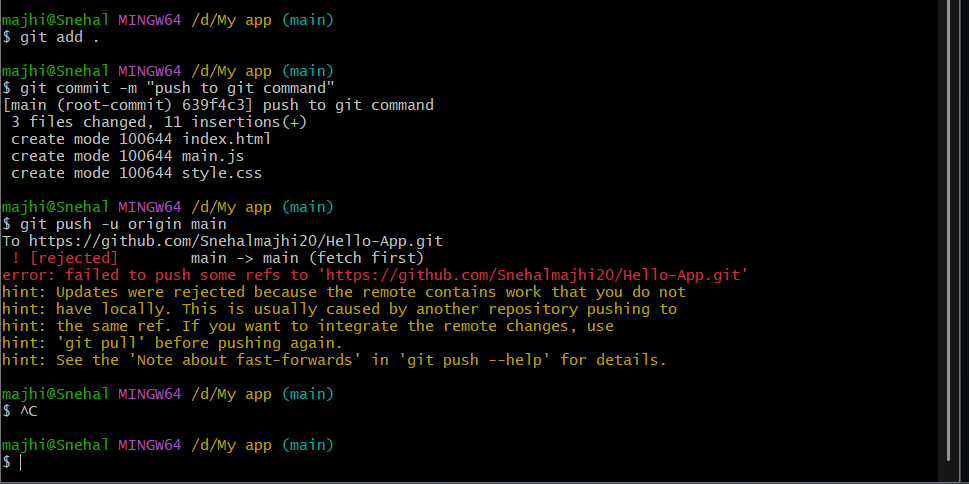 majhi@Snehal MINGW64 /d/My app (main)
$ git add .
majhi@Snehal MINGW64 /d/My app (main)
$ git commit -m "push to git command"
[main (root-commit) 639f4c3] push to git command
 3 files changed, 11 insertions(+)
 create mode 100644 index.html
 create mode 100644 main.js
 create mode 100644 style.css
majhi@Snehal MINGW64 /d/My app (main)
$ git push -u origin main
To https://github.com/Snehalmajhi20/Hello-App.git
 ! [rejected]        main -> main (fetch first)
error: failed to push some refs to 'https://github.com/Snehalmajhi20/Hello-App.git'
hint: Updates were rejected because the remote contains work that you do not
hint: have locally. This is usually caused by another repository pushing to
hint: the same ref. If you want to integrate the remote changes, use
hint: 'git pull' before pushing again.
hint: See the 'Note about fast-forwards' in 'git push --help' for details.
majhi@Snehal MINGW64 /d/My app (main)
$ ^C
majhi@Snehal MINGW64 /d/My app (main)
$